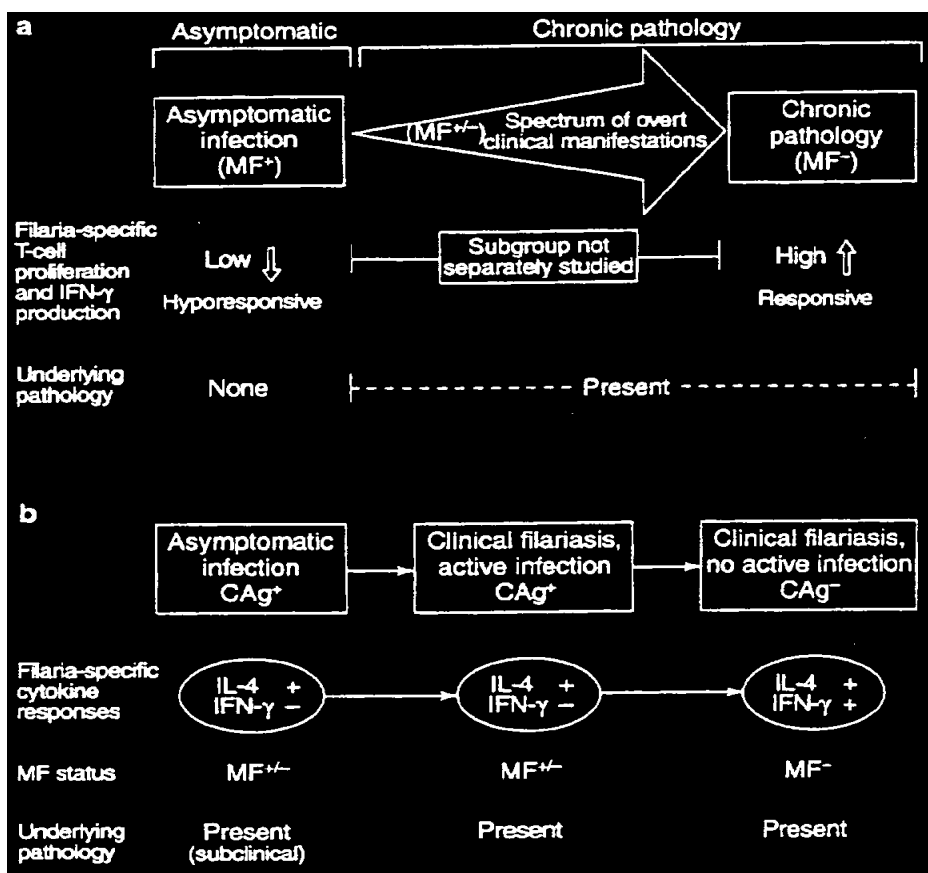 a
Asymptomatic
Chronic pathology
Asymptomatic
infection
(MF⁺)
(MF⁺/⁻)
Spectrum of overt
clinical manifestations
Chronic
pathology
(MF⁻)
Filaria-specific
T-cell
proliferation
and IFN-γ
production
Low ⇩
Hyporesponsive
Subgroup not
separately studied
High ⇧
Responsive
Underlying
pathology
None
Present
b
Asymptomatic
infection
CAg⁺
Clinical filariasis,
active infection
CAg⁺
Clinical filariasis,
no active infection
CAg⁻
Filaria-specific
cytokine
responses
IL-4 +
IFN-γ –
IL-4 +
IFN-γ –
IL-4 +
IFN-γ +
MF status
MF⁺/⁻
MF⁺/⁻
MF⁻
Underlying
pathology
Present
(subclinical)
Present
Present